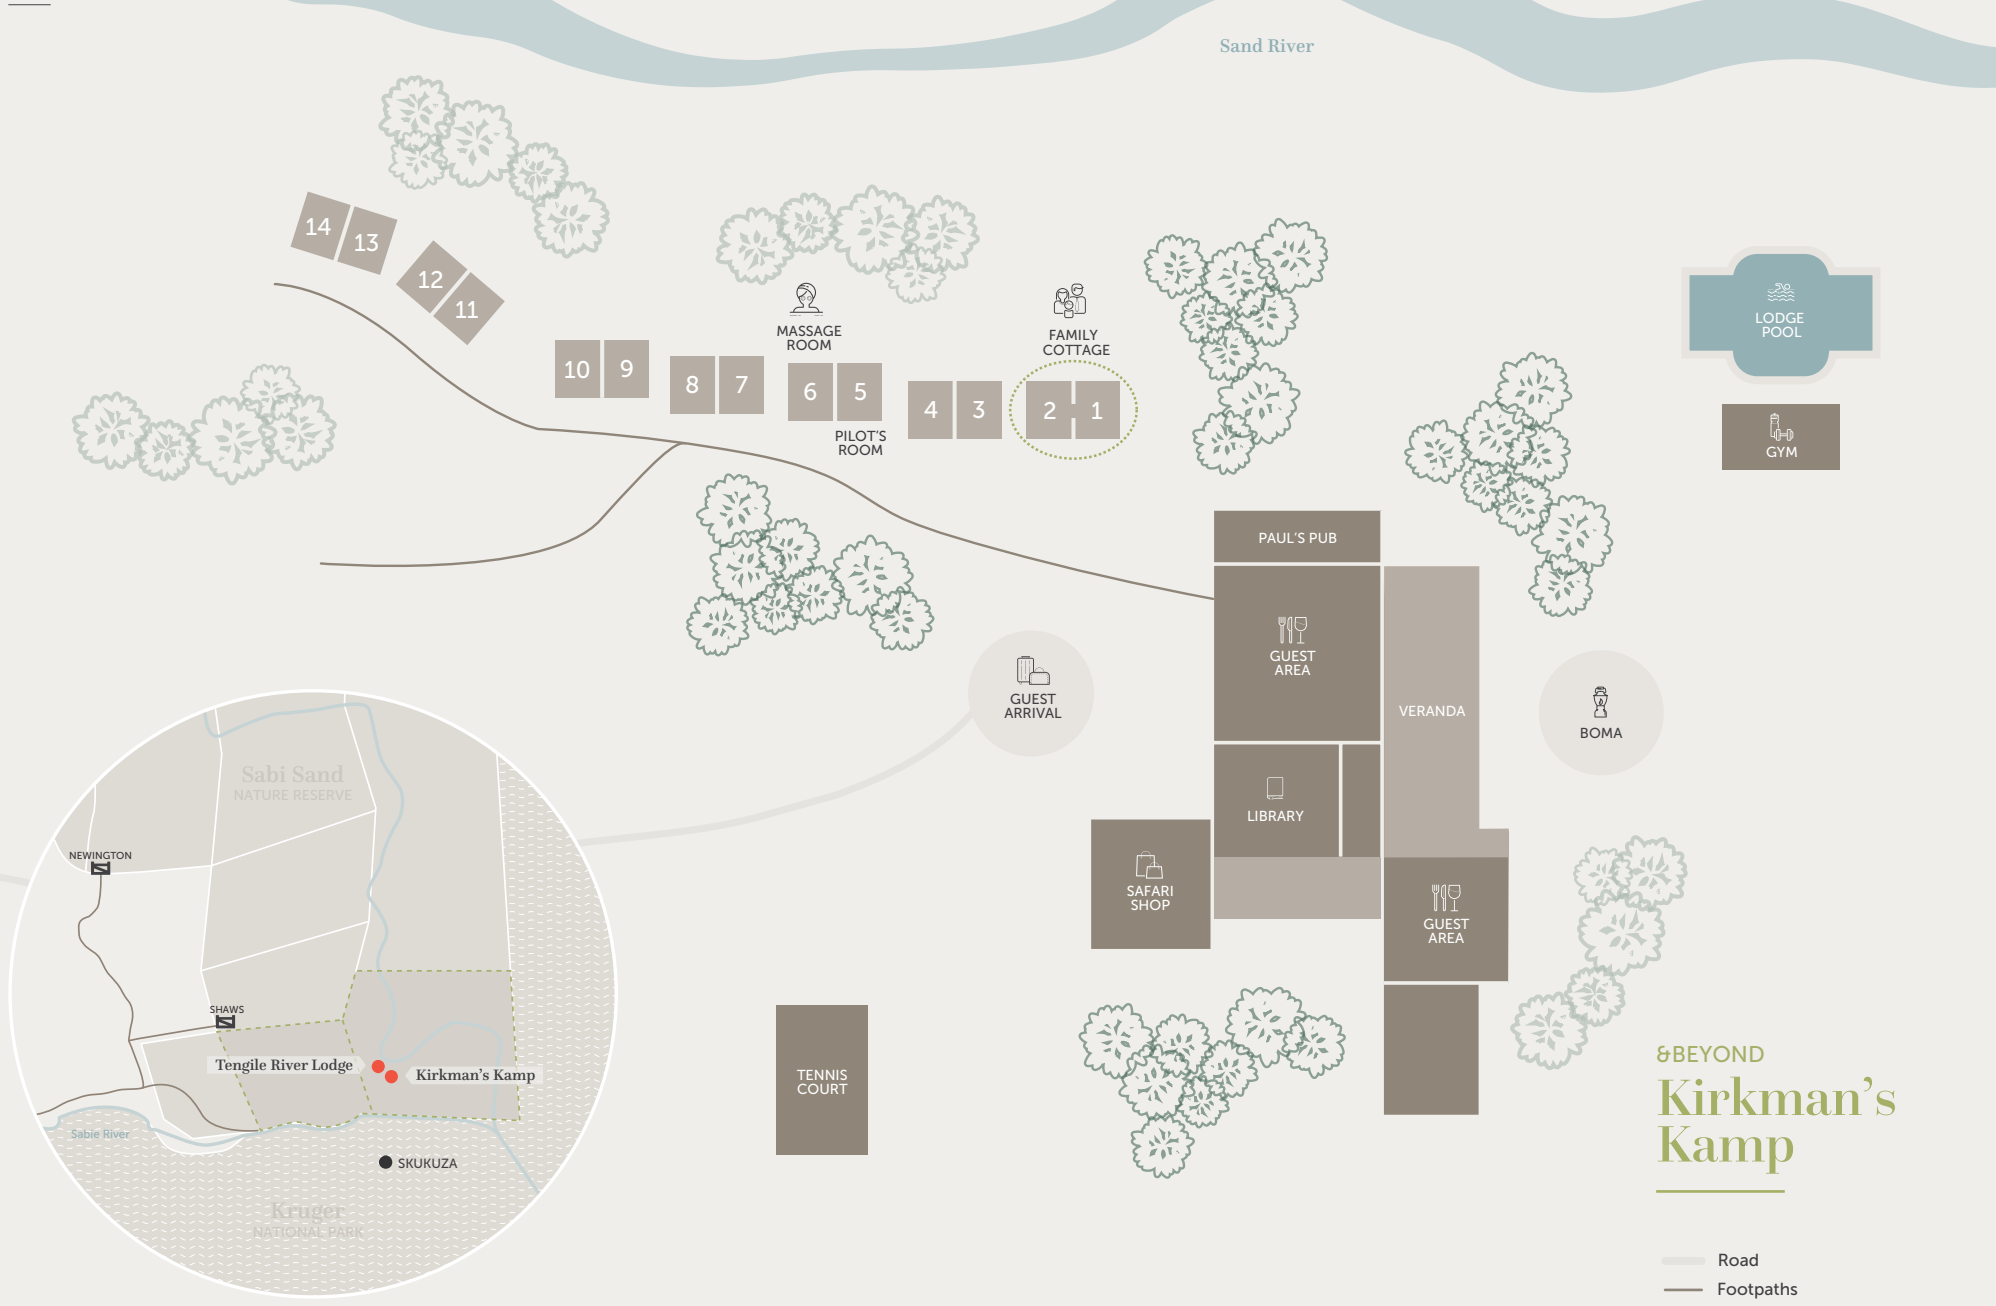 Sand River
14
13
12
11
10
9
8
7
6
5
4
3
2
1
MASSAGE
ROOM
PILOT'S
ROOM
FAMILY
COTTAGE
LODGE
POOL
GYM
PAUL'S PUB
GUEST
AREA
VERANDA
GUEST
ARRIVAL
BOMA
LIBRARY
SAFARI
SHOP
GUEST
AREA
TENNIS
COURT
Sabi Sand
NATURE RESERVE
NEWINGTON
SHAWS
Tengile River Lodge
Kirkman's Kamp
Sabie River
SKUKUZA
Kruger
NATIONAL PARK
&BEYOND
Kirkman's
Kamp
Road
Footpaths